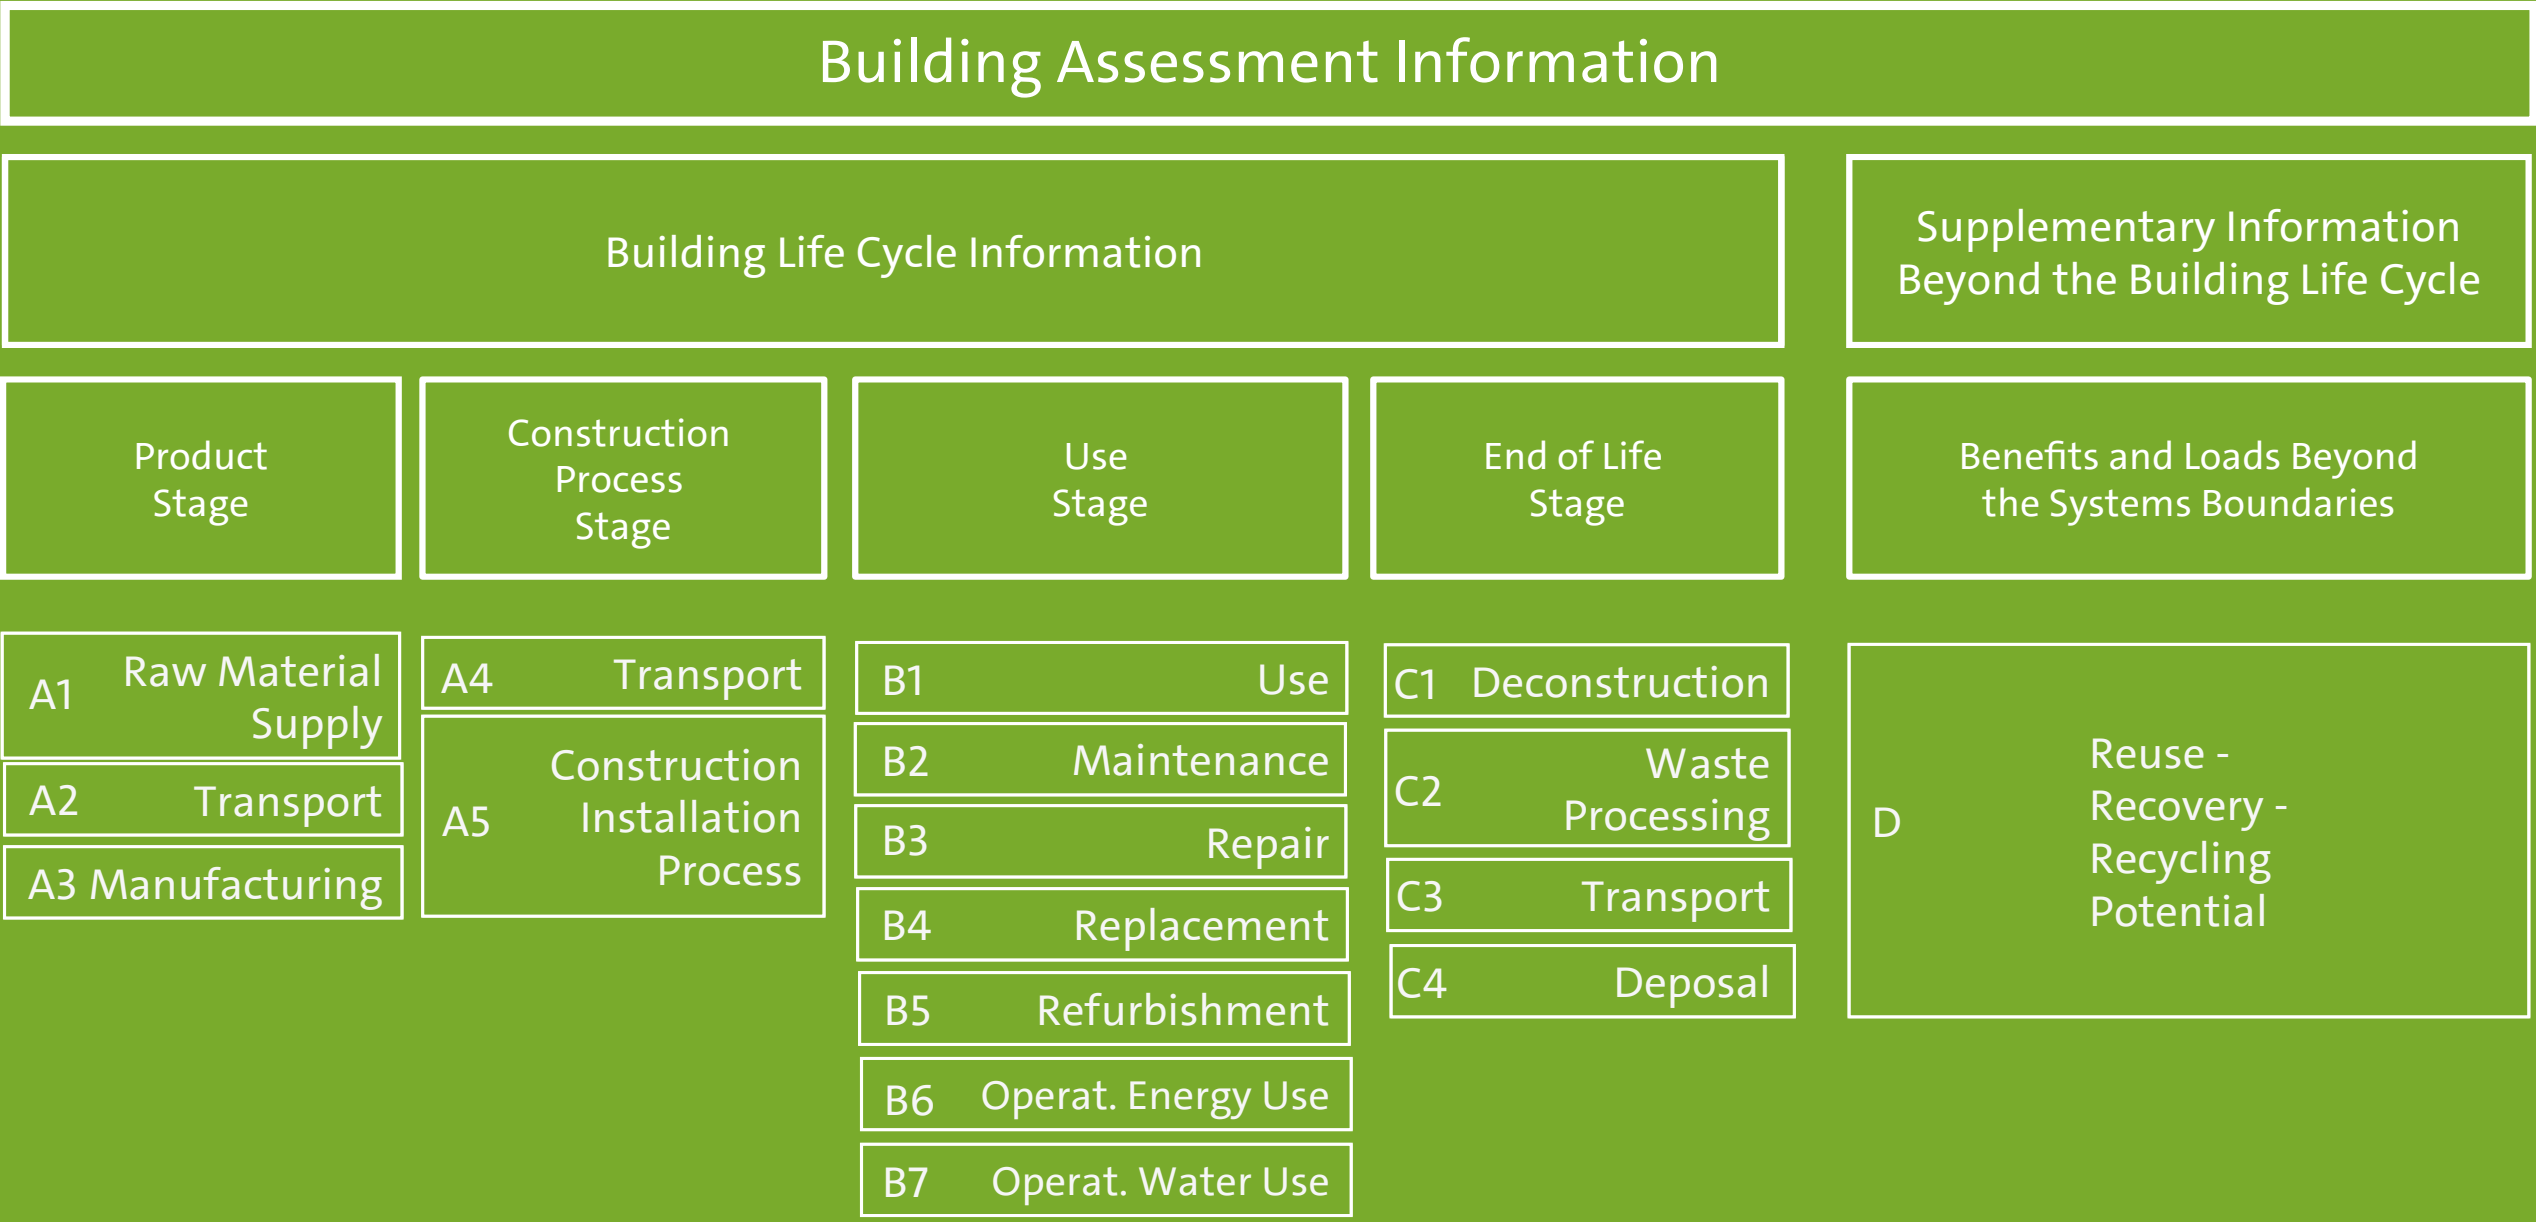 Building Assessment Information
Building Life Cycle Information
Supplementary Information
Beyond the Building Life Cycle
Product
Stage
Construction
Process
Stage
Use
Stage
End of Life
Stage
Benefits and Loads Beyond
the Systems Boundaries
A1 Raw Material
Supply
A2 Transport
A3 Manufacturing
A4 Transport
A5 Construction
Installation
Process
B1 Use
B2 Maintenance
B3 Repair
B4 Replacement
B5 Refurbishment
B6 Operat. Energy Use
B7 Operat. Water Use
C1 Deconstruction
C2 Waste
Processing
C3 Transport
C4 Deposal
D Reuse -
Recovery -
Recycling
Potential